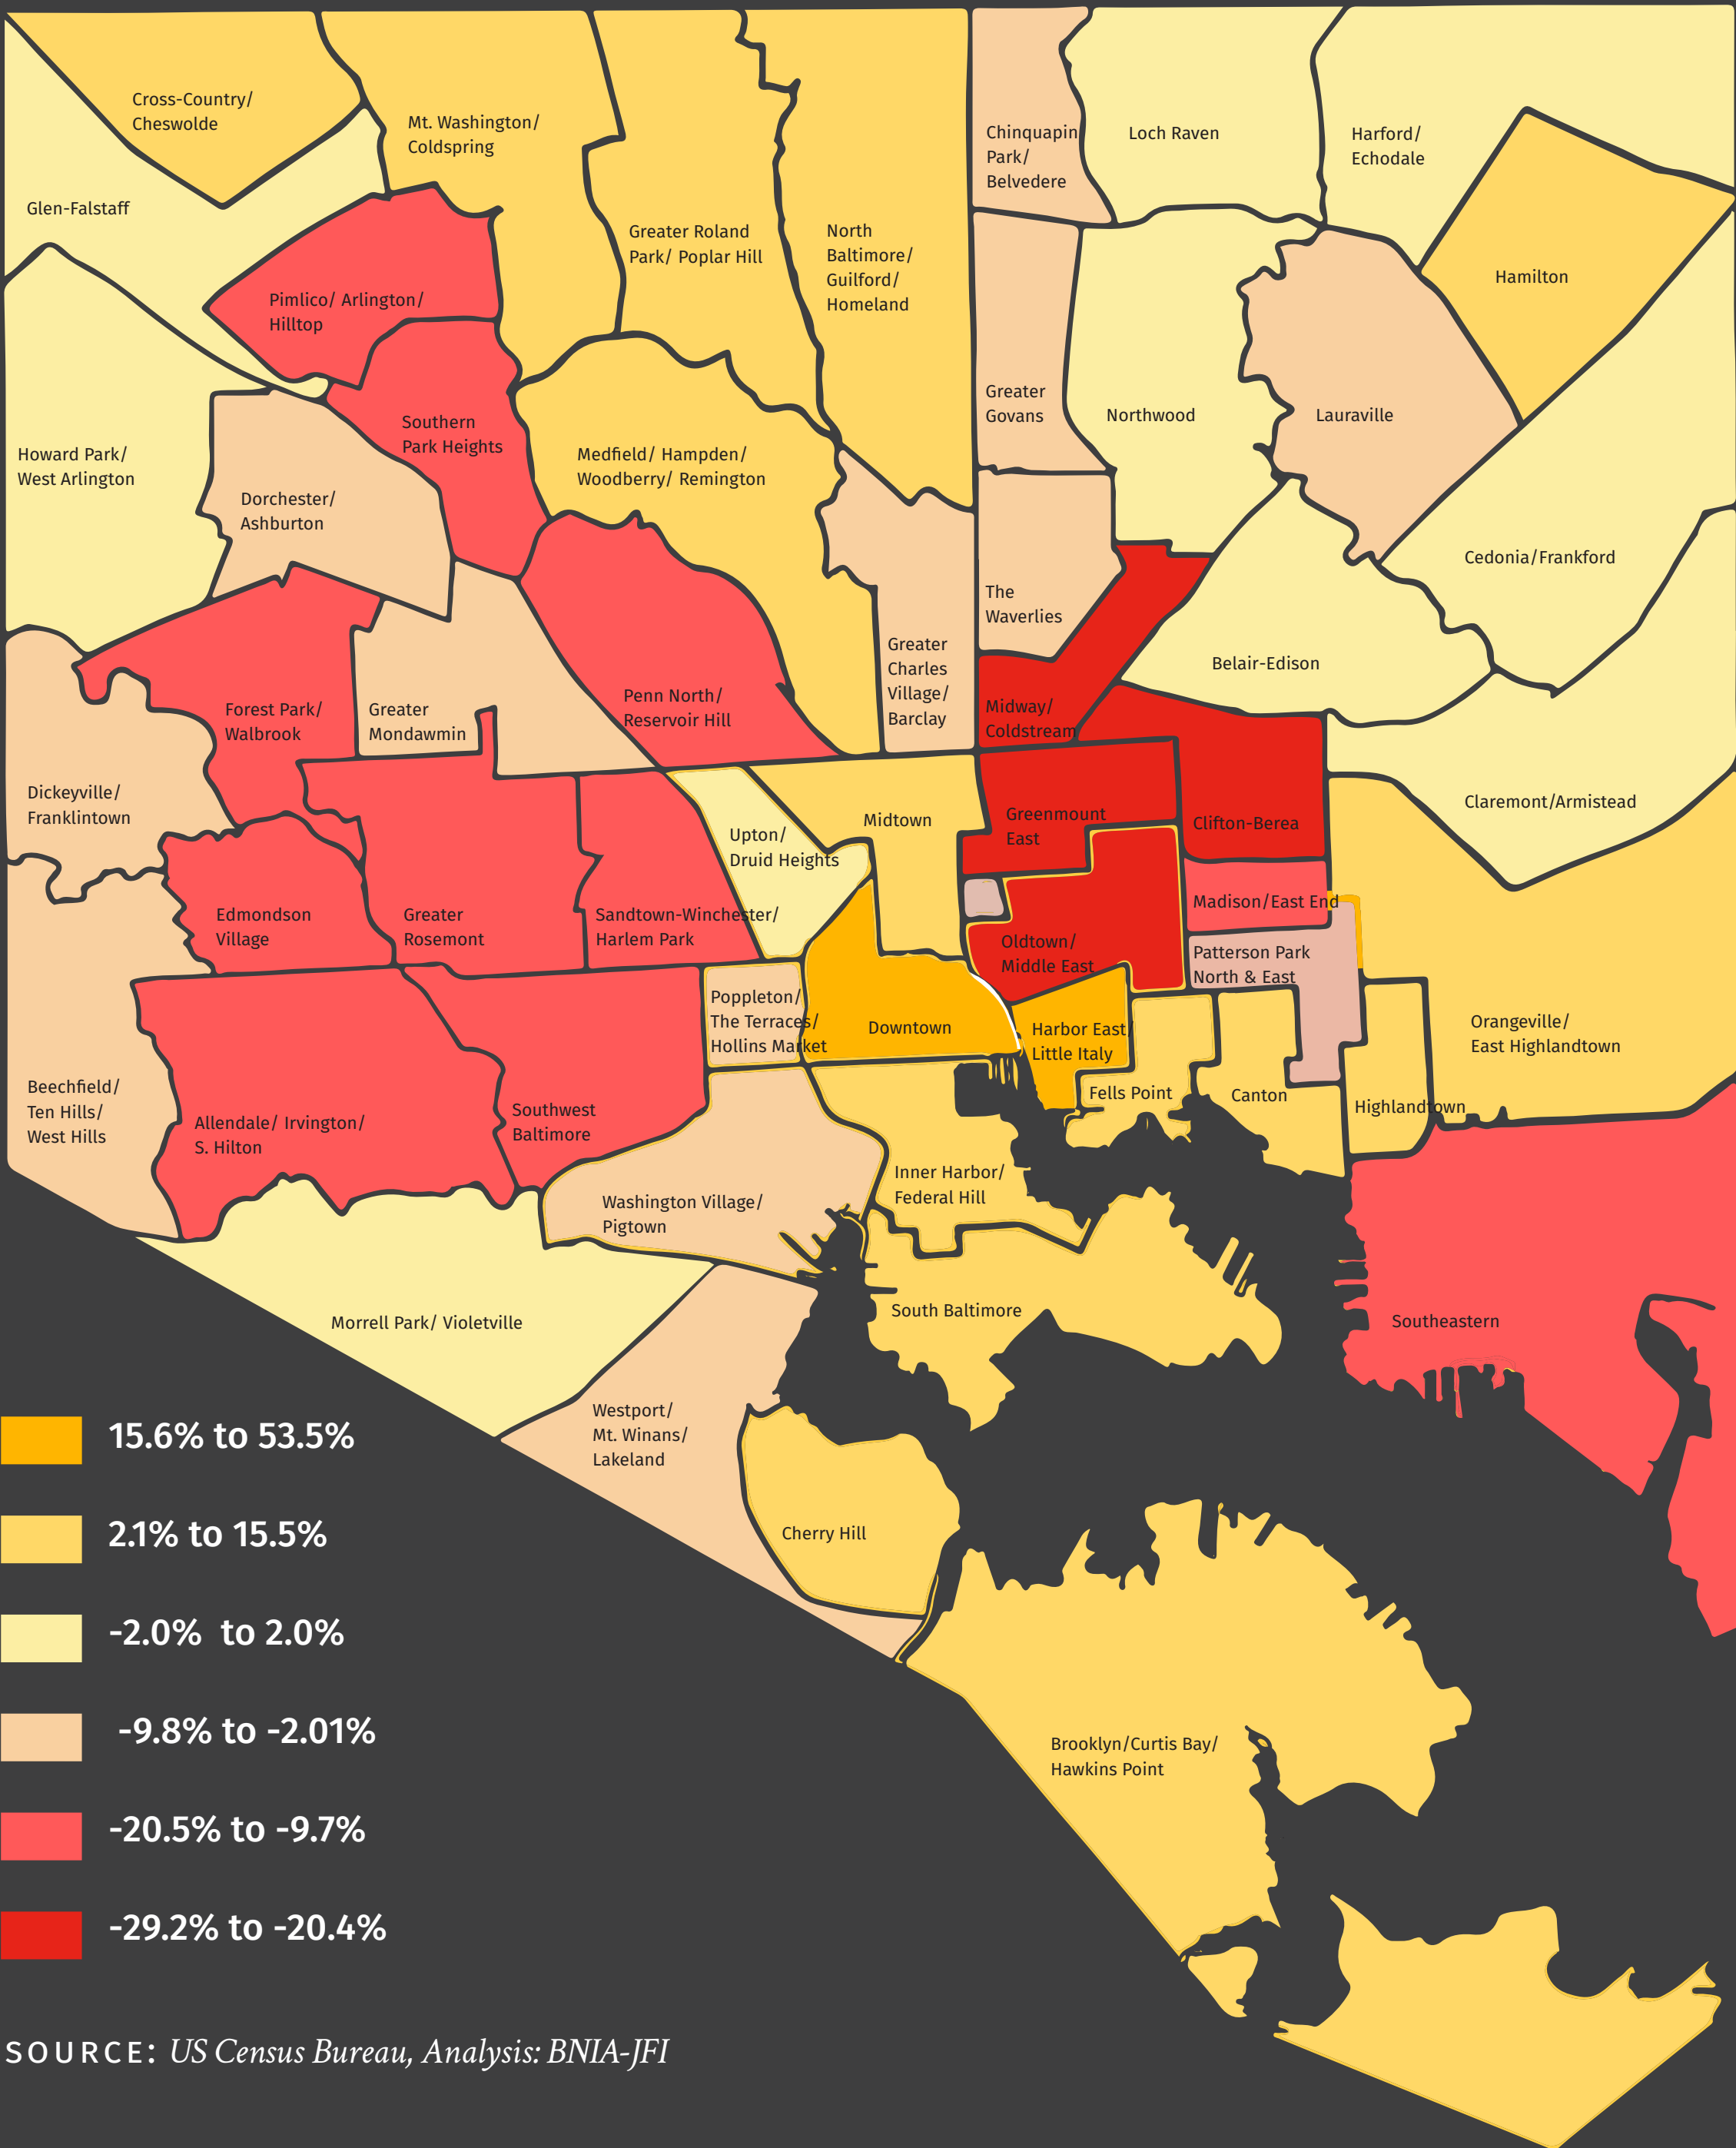 Cross-Country/
Cheswolde
Mt. Washington/
Coldspring
Chinquapin
Park/
Belvedere
Loch Raven
Harford/
Echodale
Glen-Falstaff
Greater Roland
Park/ Poplar Hill
North
Baltimore/
Guilford/
Homeland
Hamilton
Pimlico/ Arlington/
Hilltop
Greater
Govans
Northwood
Lauraville
Southern
Park Heights
Howard Park/
West Arlington
Medfield/ Hampden/
Woodberry/ Remington
Dorchester/
Ashburton
Cedonia/Frankford
The
Waverlies
Greater
Charles
Village/
Barclay
Belair-Edison
Penn North/
Reservoir Hill
Forest Park/
Walbrook
Greater
Mondawmin
Midway/
Coldstream
Dickeyville/
Franklintown
Claremont/Armistead
Midtown
Greenmount
East
Clifton-Berea
Upton/
Druid Heights
Madison/East End
Edmondson
Village
Greater
Rosemont
Sandtown-Winchester/
Harlem Park
Oldtown/
Middle East
Patterson Park
North & East
Poppleton/
The Terraces/
Hollins Market
Downtown
Harbor East/
Little Italy
Orangeville/
East Highlandtown
Beechfield/
Ten Hills/
West Hills
Fells Point
Canton
Highlandtown
Allendale/ Irvington/
S. Hilton
Southwest
Baltimore
Inner Harbor/
Federal Hill
Washington Village/
Pigtown
South Baltimore
Southeastern
Morrell Park/ Violetville
Westport/
Mt. Winans/
Lakeland
Cherry Hill
Brooklyn/Curtis Bay/
Hawkins Point
15.6% to 53.5%
2.1% to 15.5%
-2.0% to 2.0%
-9.8% to -2.01%
-20.5% to -9.7%
-29.2% to -20.4%
SOURCE: US Census Bureau, Analysis: BNIA-JFI